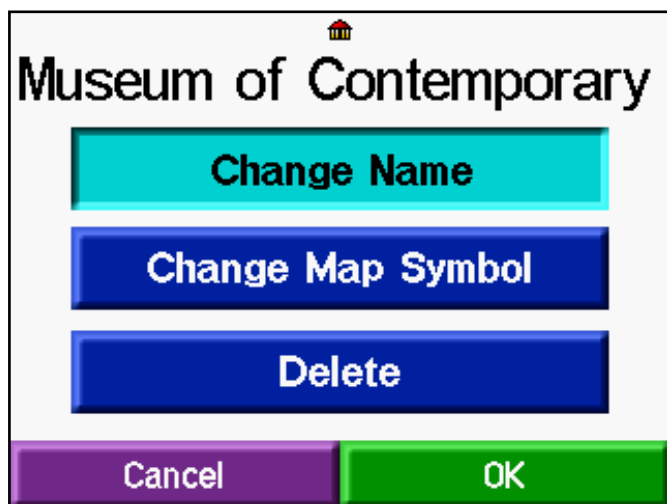 Museum of Contemporary
Change Name
Change Map Symbol
Delete
Cancel
OK